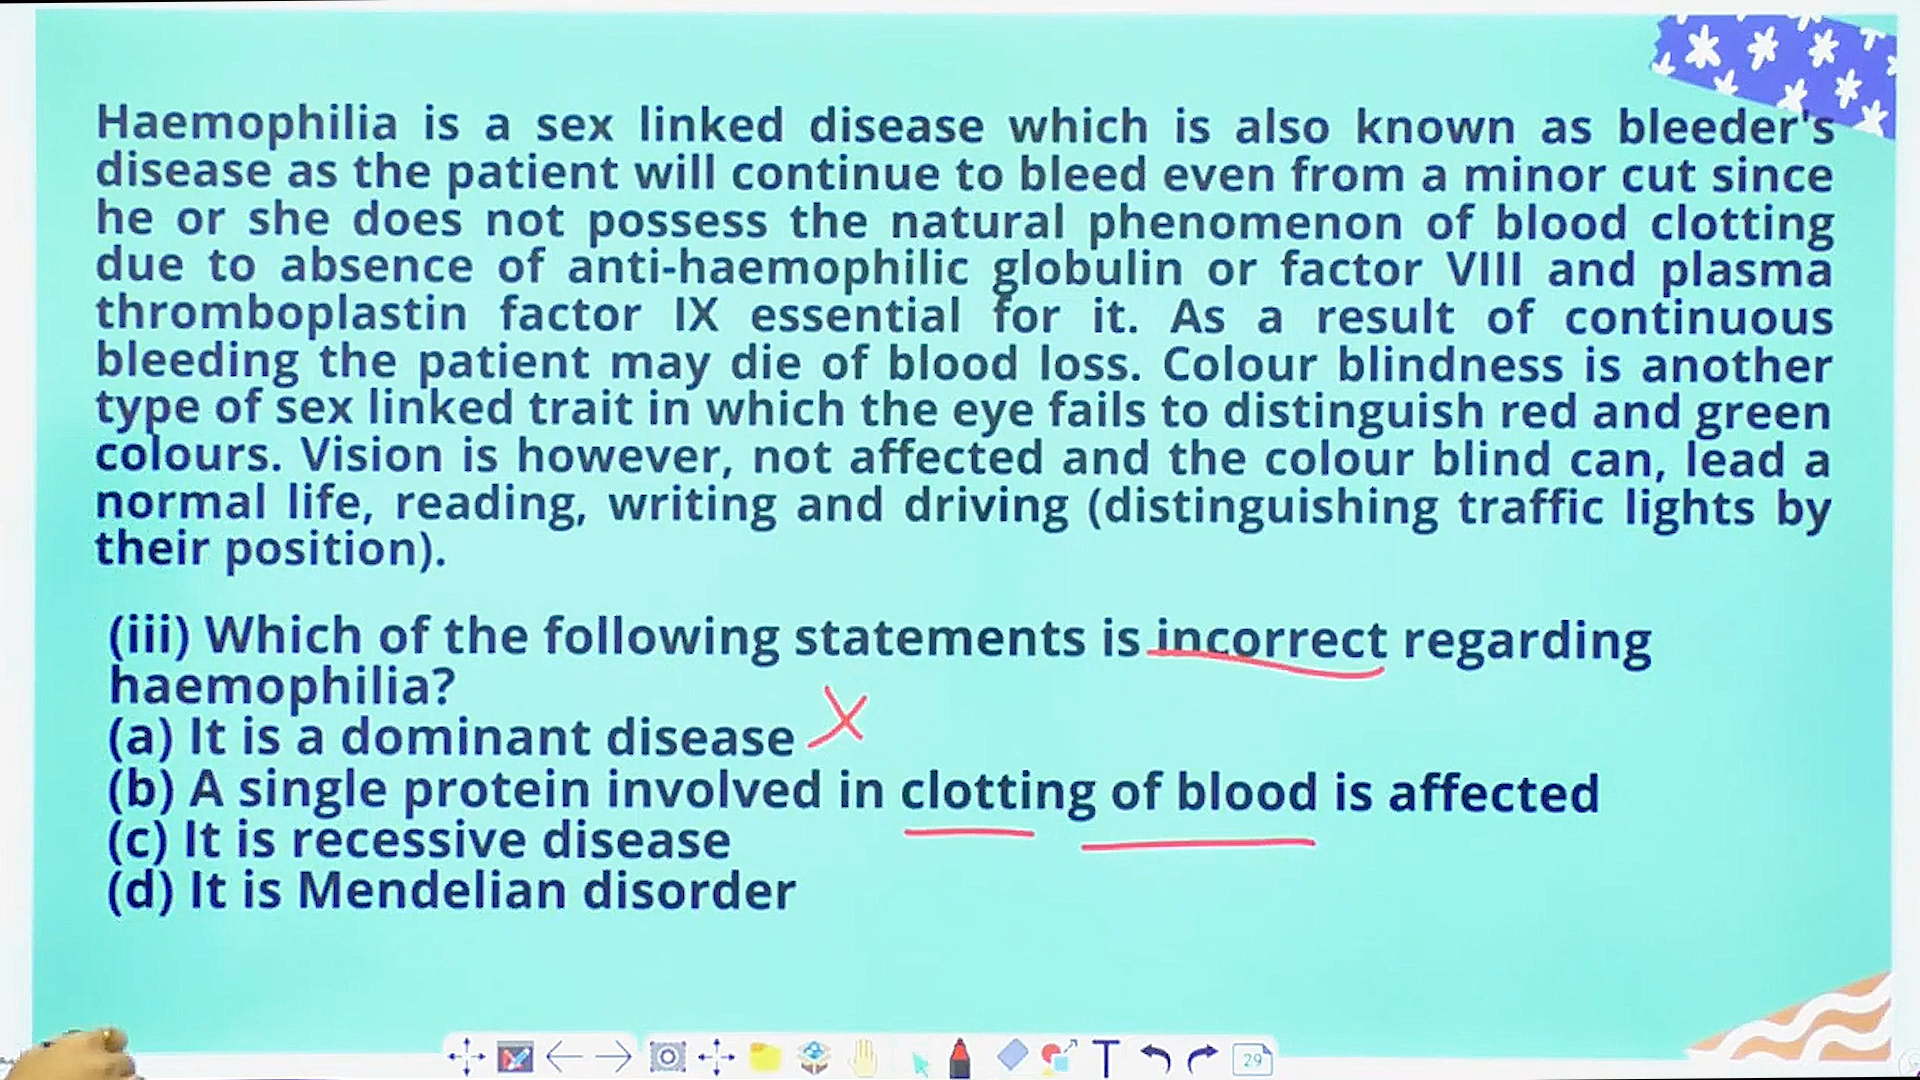 Haemophilia is a sex linked disease which is also known as bleeder's
disease as the patient will continue to bleed even from a minor cut since
he or she does not possess the natural phenomenon of blood clotting
due to absence of anti-haemophilic globulin or factor VIII and plasma
thromboplastin factor IX essential for it. As a result of continuous
bleeding the patient may die of blood loss. Colour blindness is another
type of sex linked trait in which the eye fails to distinguish red and green
colours. Vision is however, not affected and the colour blind can, lead a
normal life, reading, writing and driving (distinguishing traffic lights by
their position).
(iii) Which of the following statements is incorrect regarding
haemophilia?
(a) It is a dominant disease
(b) A single protein involved in clotting of blood is affected
(c) It is recessive disease
(d) It is Mendelian disorder
T
29